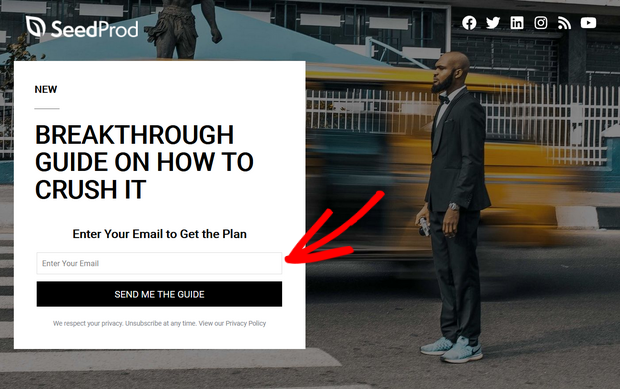 SeedProd
NEW
BREAKTHROUGH
GUIDE ON HOW TO
CRUSH IT
Enter Your Email to Get the Plan
Enter Your Email
SEND ME THE GUIDE
We respect your privacy. Unsubscribe at any time. View our Privacy Policy